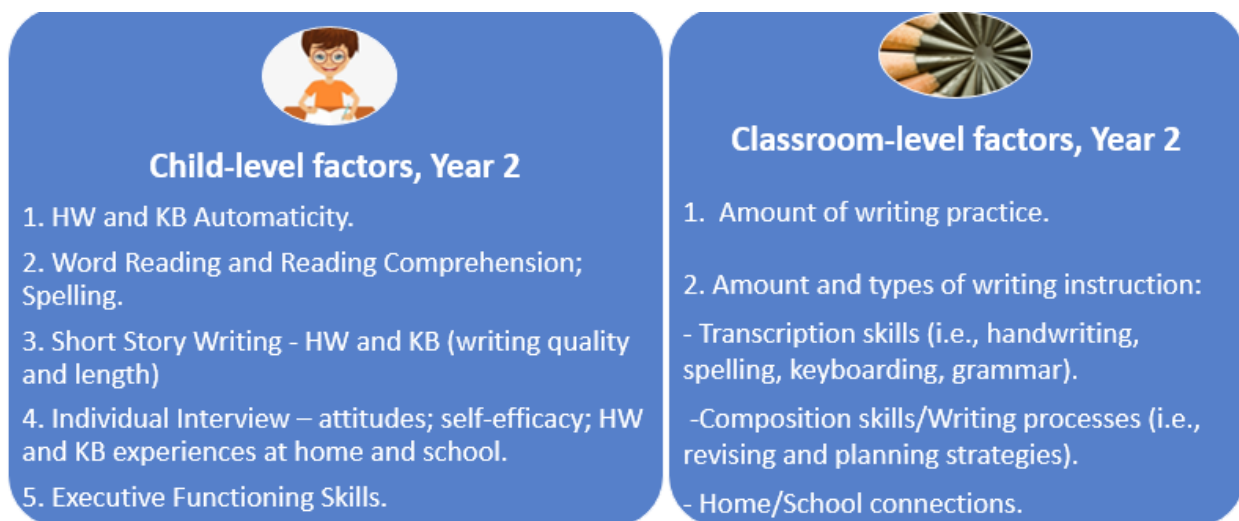 Child-level factors, Year 2
1. HW and KB Automaticity.
2. Word Reading and Reading Comprehension;
Spelling.
3. Short Story Writing - HW and KB (writing quality
and length)
4. Individual Interview – attitudes; self-efficacy; HW
and KB experiences at home and school.
5. Executive Functioning Skills.
Classroom-level factors, Year 2
1. Amount of writing practice.
2. Amount and types of writing instruction:
- Transcription skills (i.e., handwriting,
spelling, keyboarding, grammar).
-Composition skills/Writing processes (i.e.,
revising and planning strategies).
- Home/School connections.